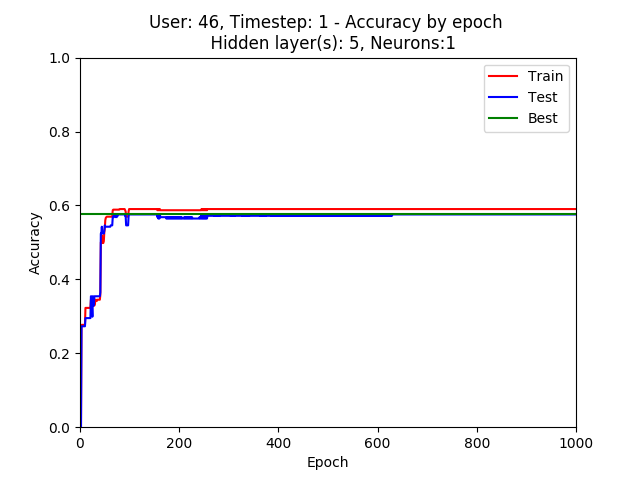 User: 46, Timestep: 1 - Accuracy by epoch
Hidden layer(s): 5, Neurons:1
Train
Test
Best
1.0
0.8
0.6
0.4
0.2
0.0
Accuracy
0 200 400 600 800 1000
Epoch